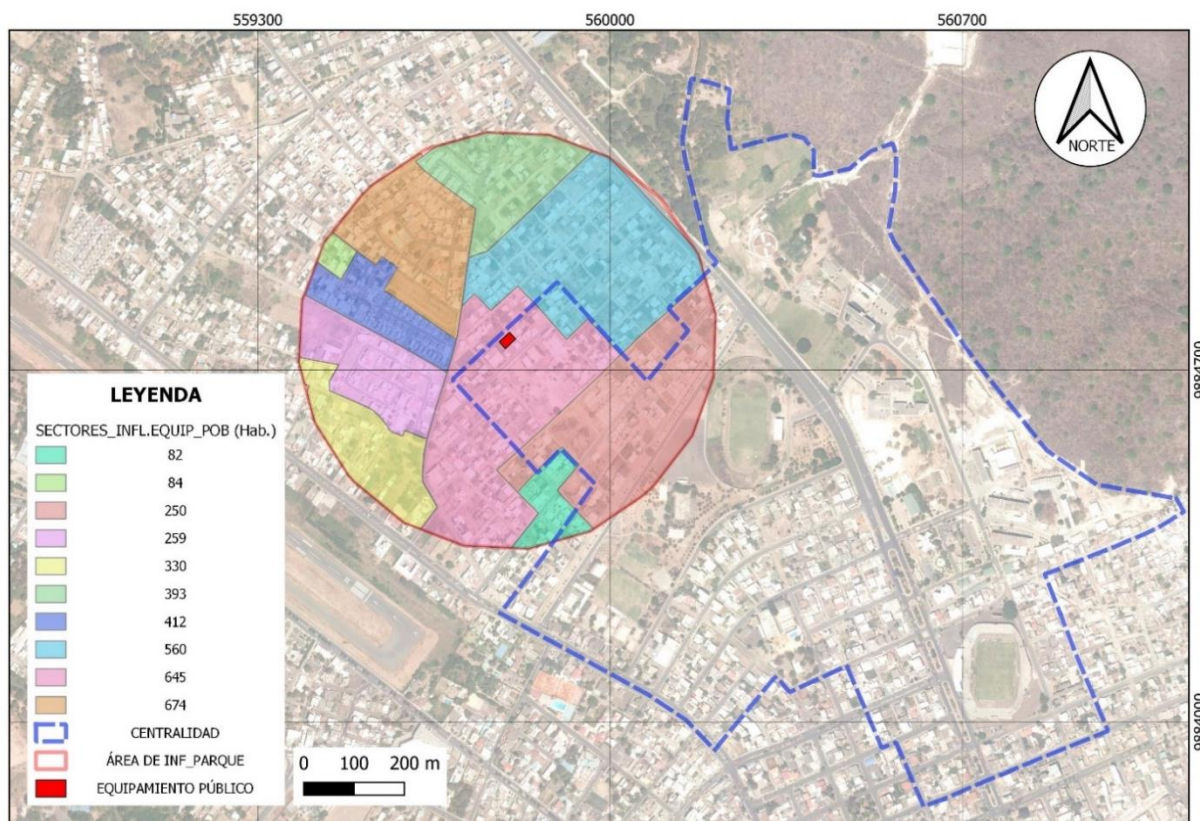 559300 560000 560700
NORTE
9884700
LEYENDA
SECTORES_INFL.EQUIP_POB (Hab.)
82
84
250
259
330
393
412
560
645
674
CENTRALIDAD
ÁREA DE INF_PARQUE
EQUIPAMIENTO PÚBLICO
0 100 200 m
9884000